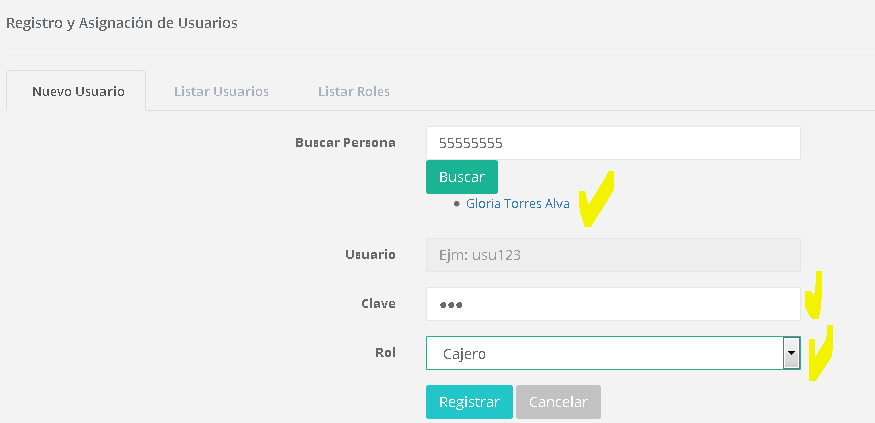 Registro y Asignación de Usuarios
Nuevo Usuario Listar Usuarios Listar Roles
Buscar Persona 55555555
Buscar
• Gloria Torres Alva
Usuario Ejm: usu123
Clave •••
Rol Cajero
Registrar Cancelar